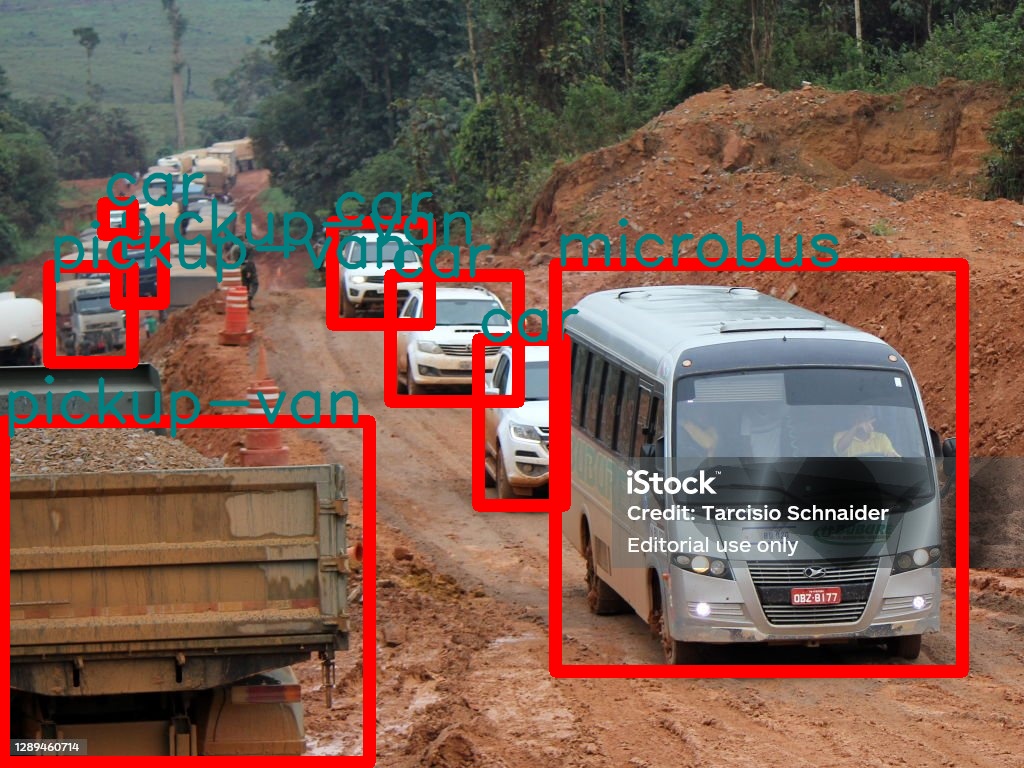 car
pickup-van
car
pickup-van
car
microbus
car
pickup-van
iStock™
Credit: Tarcisio Schnaider
Editorial use only
OBZ-8177
1289460714